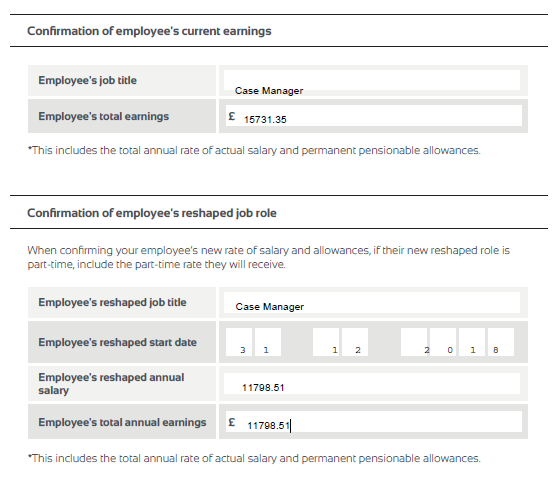 Confirmation of employee's current earnings
Employee's job title
Case Manager
Employee's total earnings £ 15731.35
*This includes the total annual rate of actual salary and permanent pensionable allowances.
Confirmation of employee's reshaped job role
When confirming your employee's new rate of salary and allowances, if their new reshaped role is
part-time, include the part-time rate they will receive.
Employee's reshaped job title Case Manager
Employee's reshaped start date 3 1 1 2 2 0 1 8
Employee's reshaped annual
salary
11798.51
Employee's total annual earnings £ 11798.51
*This includes the total annual rate of actual salary and permanent pensionable allowances.